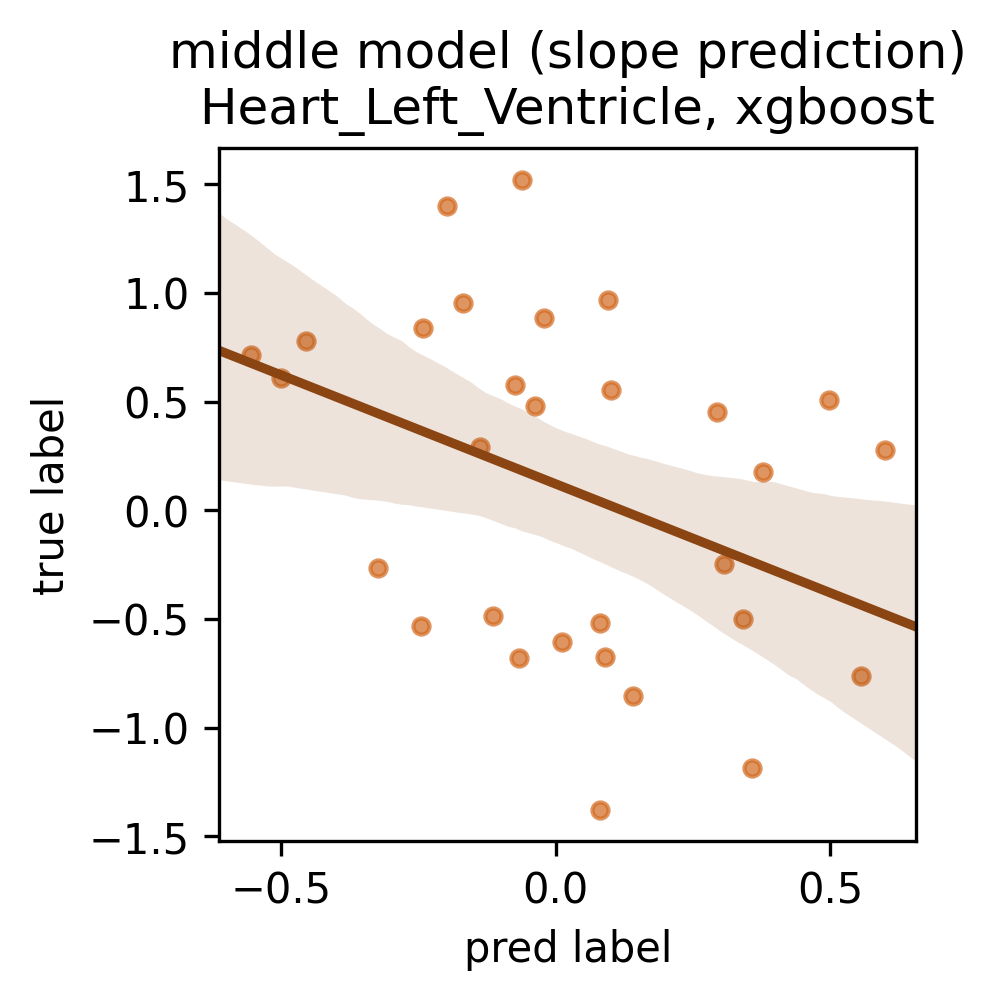 middle model (slope prediction)
Heart_Left_Ventricle, xgboost
1.5
1.0
0.5
0.0
−0.5
−1.0
−1.5
true label
−0.5
0.0
0.5
pred label